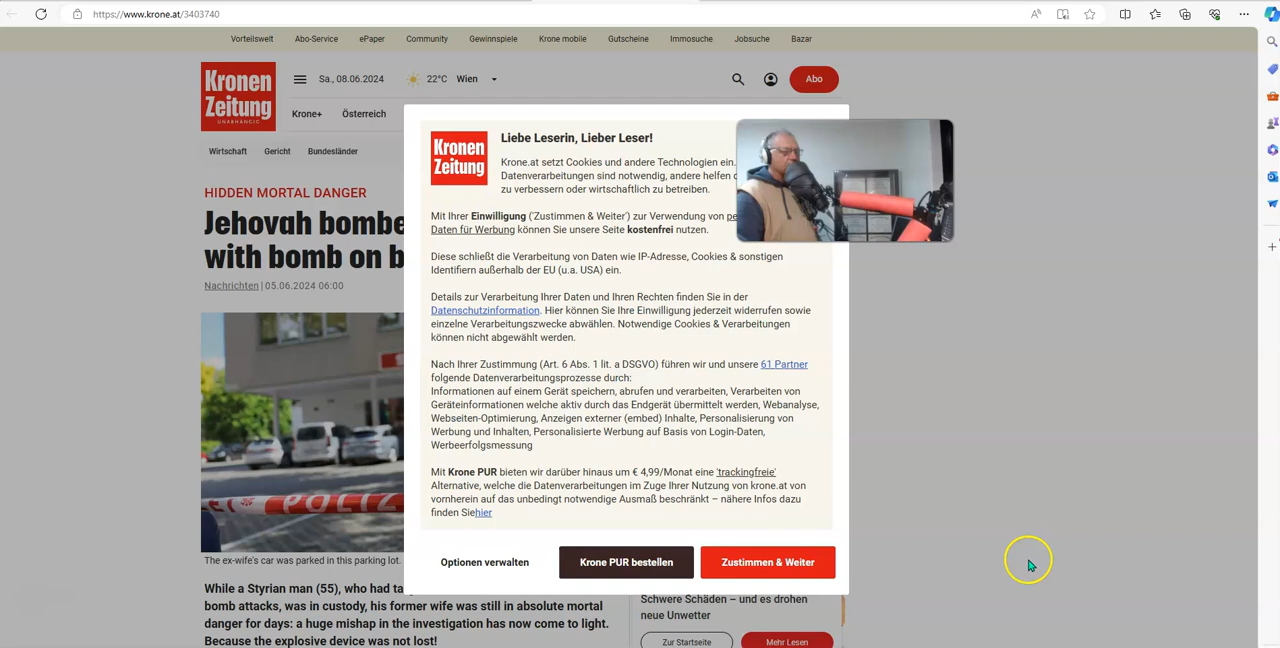 https://www.krone.at/3403740
Vorteilswelt Abo-Service ePaper Community Gewinnspiele Krone mobile Gutscheine Immosuche Jobsuche Bazar
Kronen
Zeitung
UNABHÄNGIG
Sa., 08.06.2024 22°C Wien
Abo
Krone+ Österreich
Wirtschaft Gericht Bundesländer
HIDDEN MORTAL DANGER
Jehovah bombe
with bomb on b
Nachrichten | 05.06.2024 06:00
POLIZ
The ex-wife's car was parked in this parking lot.
While a Styrian man (55), who had ta
bomb attacks, was in custody, his former wife was still in absolute mortal
danger for days: a huge mishap in the investigation has now come to light.
Because the explosive device was not lost!
Kronen
Zeitung
Liebe Leserin, Lieber Leser!
Krone.at setzt Cookies und andere Technologien ein.
Datenverarbeitungen sind notwendig, andere helfen
zu verbessern oder wirtschaftlich zu betreiben.
Mit Ihrer Einwilligung ('Zustimmen & Weiter') zur Verwendung von pe
Daten für Werbung können Sie unsere Seite kostenfrei nutzen.
Diese schließt die Verarbeitung von Daten wie IP-Adresse, Cookies & sonstigen
Identifiern außerhalb der EU (u.a. USA) ein.
Details zur Verarbeitung Ihrer Daten und Ihren Rechten finden Sie in der
Datenschutzinformation. Hier können Sie Ihre Einwilligung jederzeit widerrufen sowie
einzelne Verarbeitungszwecke abwählen. Notwendige Cookies & Verarbeitungen
können nicht abgewählt werden.
Nach Ihrer Zustimmung (Art. 6 Abs. 1 lit. a DSGVO) führen wir und unsere 61 Partner
folgende Datenverarbeitungsprozesse durch:
Informationen auf einem Gerät speichern, abrufen und verarbeiten, Verarbeiten von
Geräteinformationen welche aktiv durch das Endgerät übermittelt werden, Webanalyse,
Webseiten-Optimierung, Anzeigen externer (embed) Inhalte, Personalisierung von
Werbung und Inhalten, Personalisierte Werbung auf Basis von Login-Daten,
Werbeerfolgsmessung
Mit Krone PUR bieten wir darüber hinaus um € 4,99/Monat eine 'trackingfreie'
Alternative, welche die Datenverarbeitungen im Zuge Ihrer Nutzung von krone.at von
vornherein auf das unbedingt notwendige Ausmaß beschränkt – nähere Infos dazu
finden Siehier
Optionen verwalten Krone PUR bestellen Zustimmen & Weiter
Schwere Schäden – und es drohen
neue Unwetter
Zur Startseite Mehr Lesen